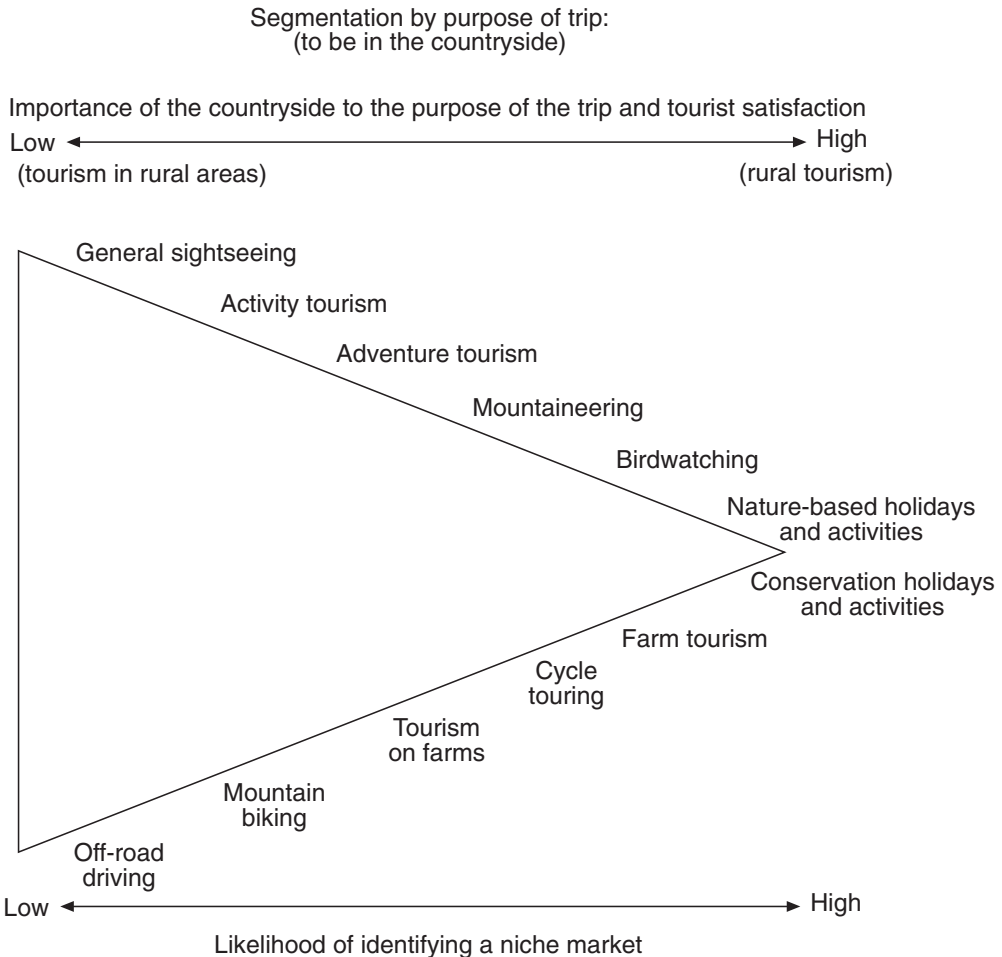 Segmentation by purpose of trip:
(to be in the countryside)
Importance of the countryside to the purpose of the trip and tourist satisfaction
Low High
(tourism in rural areas) (rural tourism)
General sightseeing
Activity tourism
Adventure tourism
Mountaineering
Birdwatching
Nature-based holidays
and activities
Conservation holidays
and activities
Farm tourism
Cycle
touring
Tourism
on farms
Mountain
biking
Off-road
driving
Low High
Likelihood of identifying a niche market